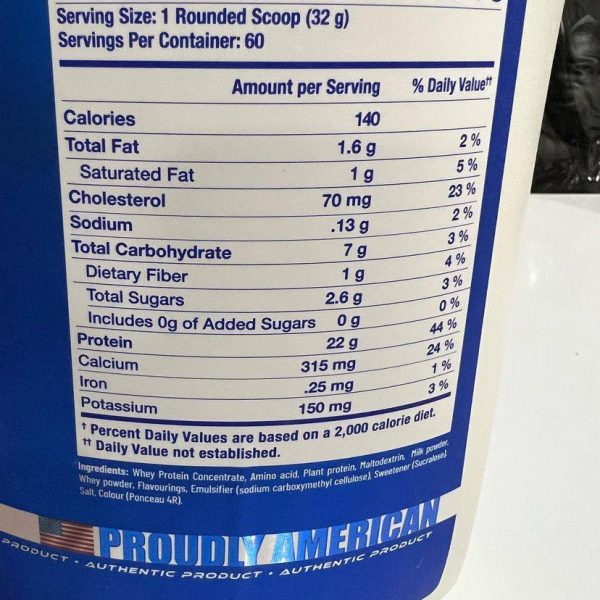 Serving Size: 1 Rounded Scoop (32 g)
Servings Per Container: 60
Amount per Serving % Daily Value††
Calories 140
Total Fat 1.6 g 2 %
Saturated Fat 1 g 5 %
Cholesterol 70 mg 23 %
Sodium .13 g 2 %
Total Carbohydrate 7 g 3 %
Dietary Fiber 1 g 4 %
Total Sugars 2.6 g 3 %
Includes 0g of Added Sugars 0 g 0 %
Protein 22 g 44 %
Calcium 315 mg 24 %
Iron .25 mg 1 %
Potassium 150 mg 3 %
† Percent Daily Values are based on a 2,000 calorie diet.
†† Daily Value not established.
Ingredients: Whey Protein Concentrate, Amino acid, Plant protein, Maltodextrin, Milk powder,
Whey powder, Flavourings, Emulsifier (sodium carboxymethyl cellulose), Sweetener (Sucralose),
Salt, Colour (Ponceau 4R).
PROUDLY AMERICAN
PRODUCT • AUTHENTIC PRODUCT • AUTHENTIC PRODUCT